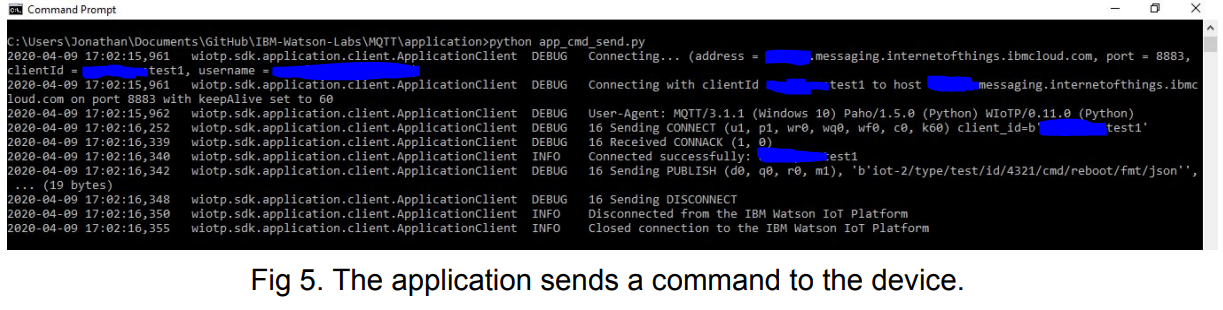 Command Prompt
C:\Users\Jonathan\Documents\GitHub\IBM-Watson-Labs\MQTT\application>python app_cmd_send.py
2020-04-09 17:02:15,961   wiotp.sdk.application.client.ApplicationClient  DEBUG   Connecting... (address = .messaging.internetofthings.ibmcloud.com, port = 8883,
clientId = test1, username =
2020-04-09 17:02:15,961   wiotp.sdk.application.client.ApplicationClient  DEBUG   Connecting with clientId test1 to host messaging.internetofthings.ibmc
loud.com on port 8883 with keepAlive set to 60
2020-04-09 17:02:15,962   wiotp.sdk.application.client.ApplicationClient  DEBUG   User-Agent: MQTT/3.1.1 (Windows 10) Paho/1.5.0 (Python) WIoTP/0.11.0 (Python)
2020-04-09 17:02:16,252   wiotp.sdk.application.client.ApplicationClient  DEBUG   16 Sending CONNECT (u1, p1, wr0, wq0, wf0, c0, k60) client_id=b' test1'
2020-04-09 17:02:16,339   wiotp.sdk.application.client.ApplicationClient  DEBUG   16 Received CONNACK (1, 0)
2020-04-09 17:02:16,340   wiotp.sdk.application.client.ApplicationClient  INFO    Connected successfully: est1
2020-04-09 17:02:16,342   wiotp.sdk.application.client.ApplicationClient  DEBUG   16 Sending PUBLISH (d0, q0, r0, m1), 'b'iot-2/type/test/id/4321/cmd/reboot/fmt/json'',
... (19 bytes)
2020-04-09 17:02:16,348   wiotp.sdk.application.client.ApplicationClient  DEBUG   16 Sending DISCONNECT
2020-04-09 17:02:16,350   wiotp.sdk.application.client.ApplicationClient  INFO    Disconnected from the IBM Watson IoT Platform
2020-04-09 17:02:16,355   wiotp.sdk.application.client.ApplicationClient  INFO    Closed connection to the IBM Watson IoT Platform
Fig 5. The application sends a command to the device.